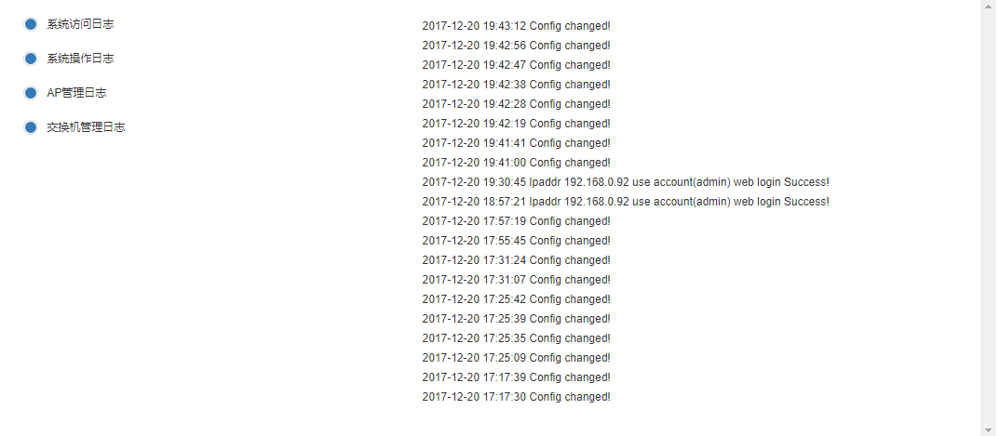 系统访问日志
系统操作日志
AP管理日志
交换机管理日志
2017-12-20 19:43:12 Config changed!
2017-12-20 19:42:56 Config changed!
2017-12-20 19:42:47 Config changed!
2017-12-20 19:42:38 Config changed!
2017-12-20 19:42:28 Config changed!
2017-12-20 19:42:19 Config changed!
2017-12-20 19:41:41 Config changed!
2017-12-20 19:41:00 Config changed!
2017-12-20 19:30:45 Ipaddr 192.168.0.92 use account(admin) web login Success!
2017-12-20 18:57:21 Ipaddr 192.168.0.92 use account(admin) web login Success!
2017-12-20 17:57:19 Config changed!
2017-12-20 17:55:45 Config changed!
2017-12-20 17:31:24 Config changed!
2017-12-20 17:31:07 Config changed!
2017-12-20 17:25:42 Config changed!
2017-12-20 17:25:39 Config changed!
2017-12-20 17:25:35 Config changed!
2017-12-20 17:25:09 Config changed!
2017-12-20 17:17:39 Config changed!
2017-12-20 17:17:30 Config changed!